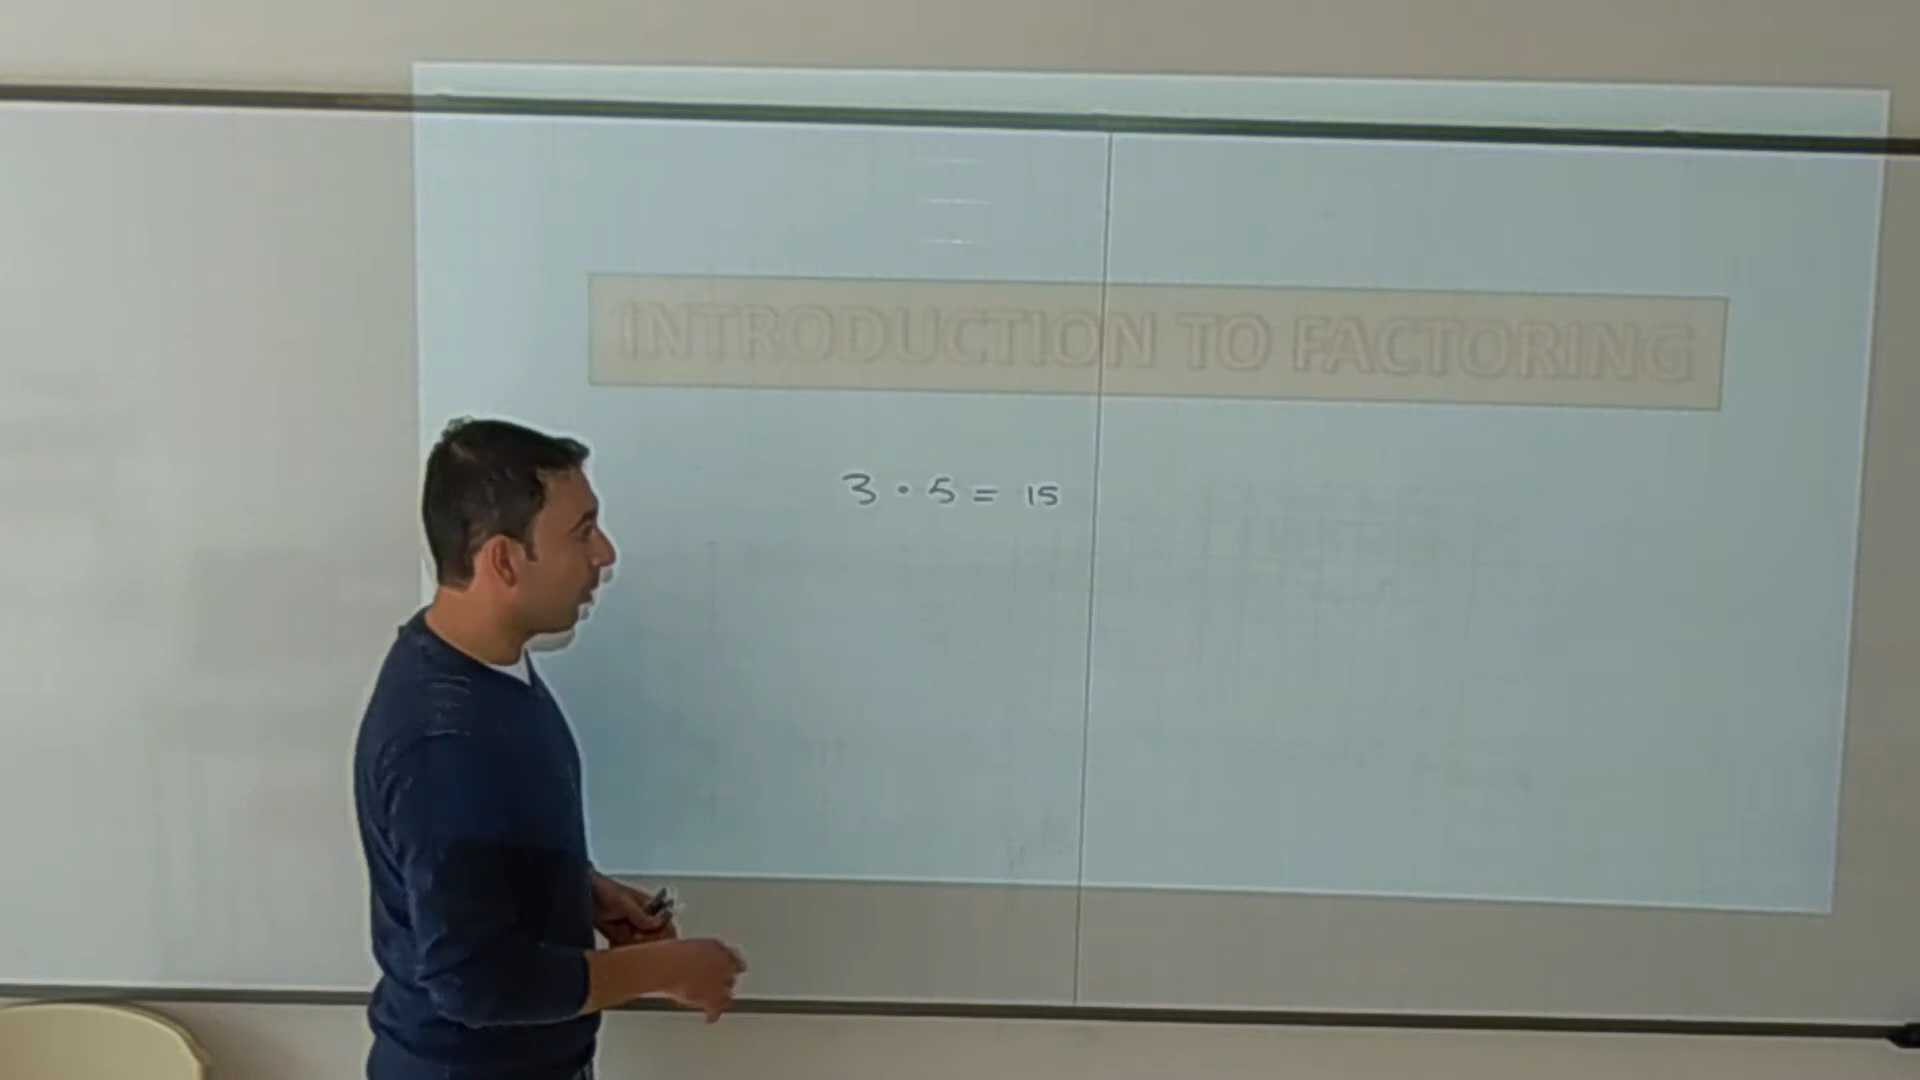 INTRODUCTION TO FACTORING
3 · 5 = 15